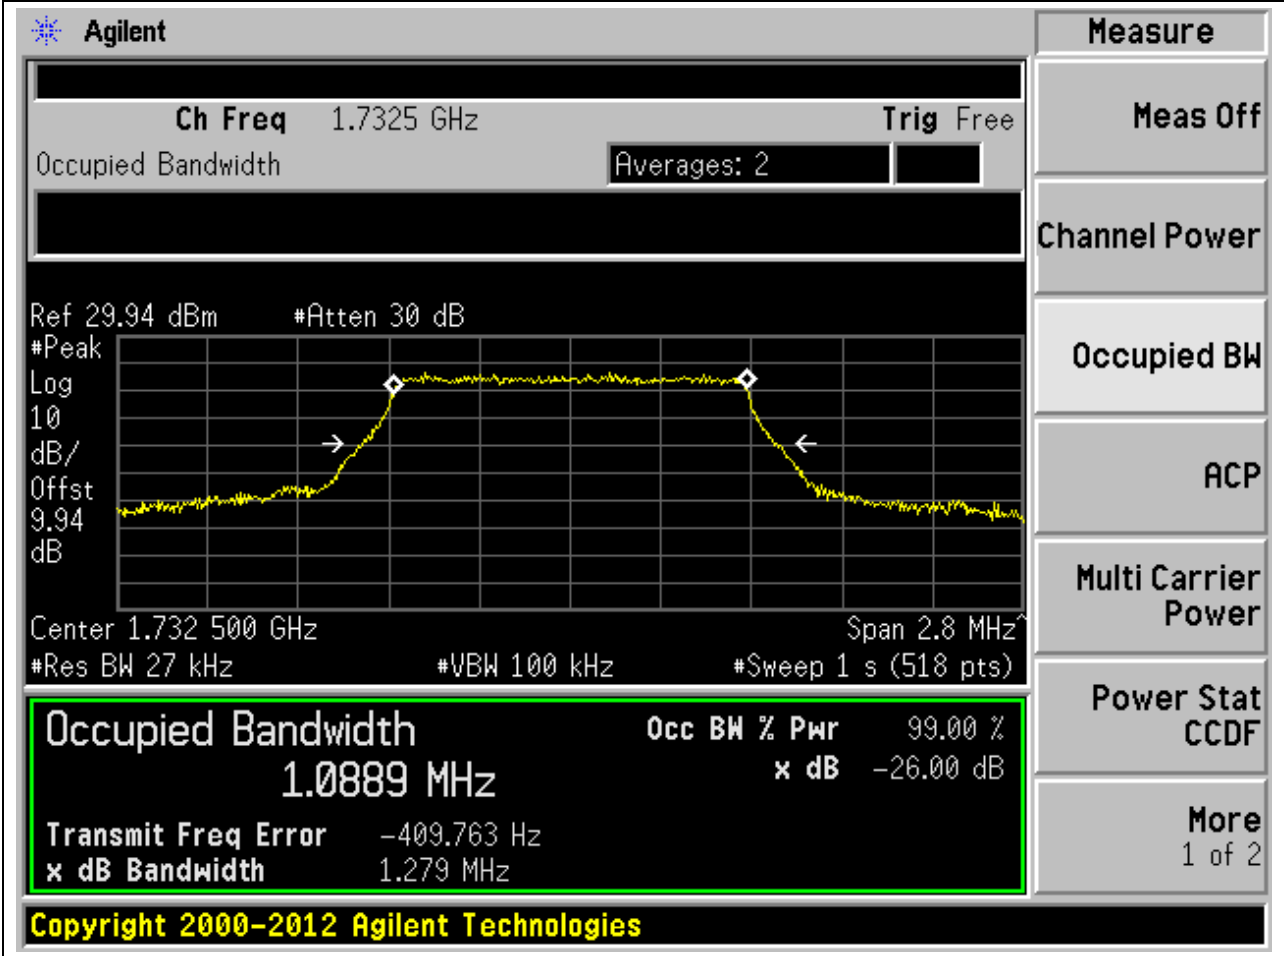 Agilent
Measure
Ch Freq 1.7325 GHz Trig Free
Occupied Bandwidth Averages: 2
Meas Off
Channel Power
Occupied BW
ACP
Multi Carrier
Power
Power Stat
CCDF
More
1 of 2
Ref 29.94 dBm #Atten 30 dB
#Peak
Log
10
dB/
Offst
9.94
dB
Center 1.732 500 GHz Span 2.8 MHz^
#Res BW 27 kHz #VBW 100 kHz #Sweep 1 s (518 pts)
Occupied Bandwidth Occ BW % Pwr 99.00 %
1.0889 MHz x dB -26.00 dB
Transmit Freq Error -409.763 Hz
x dB Bandwidth 1.279 MHz
Copyright 2000-2012 Agilent Technologies